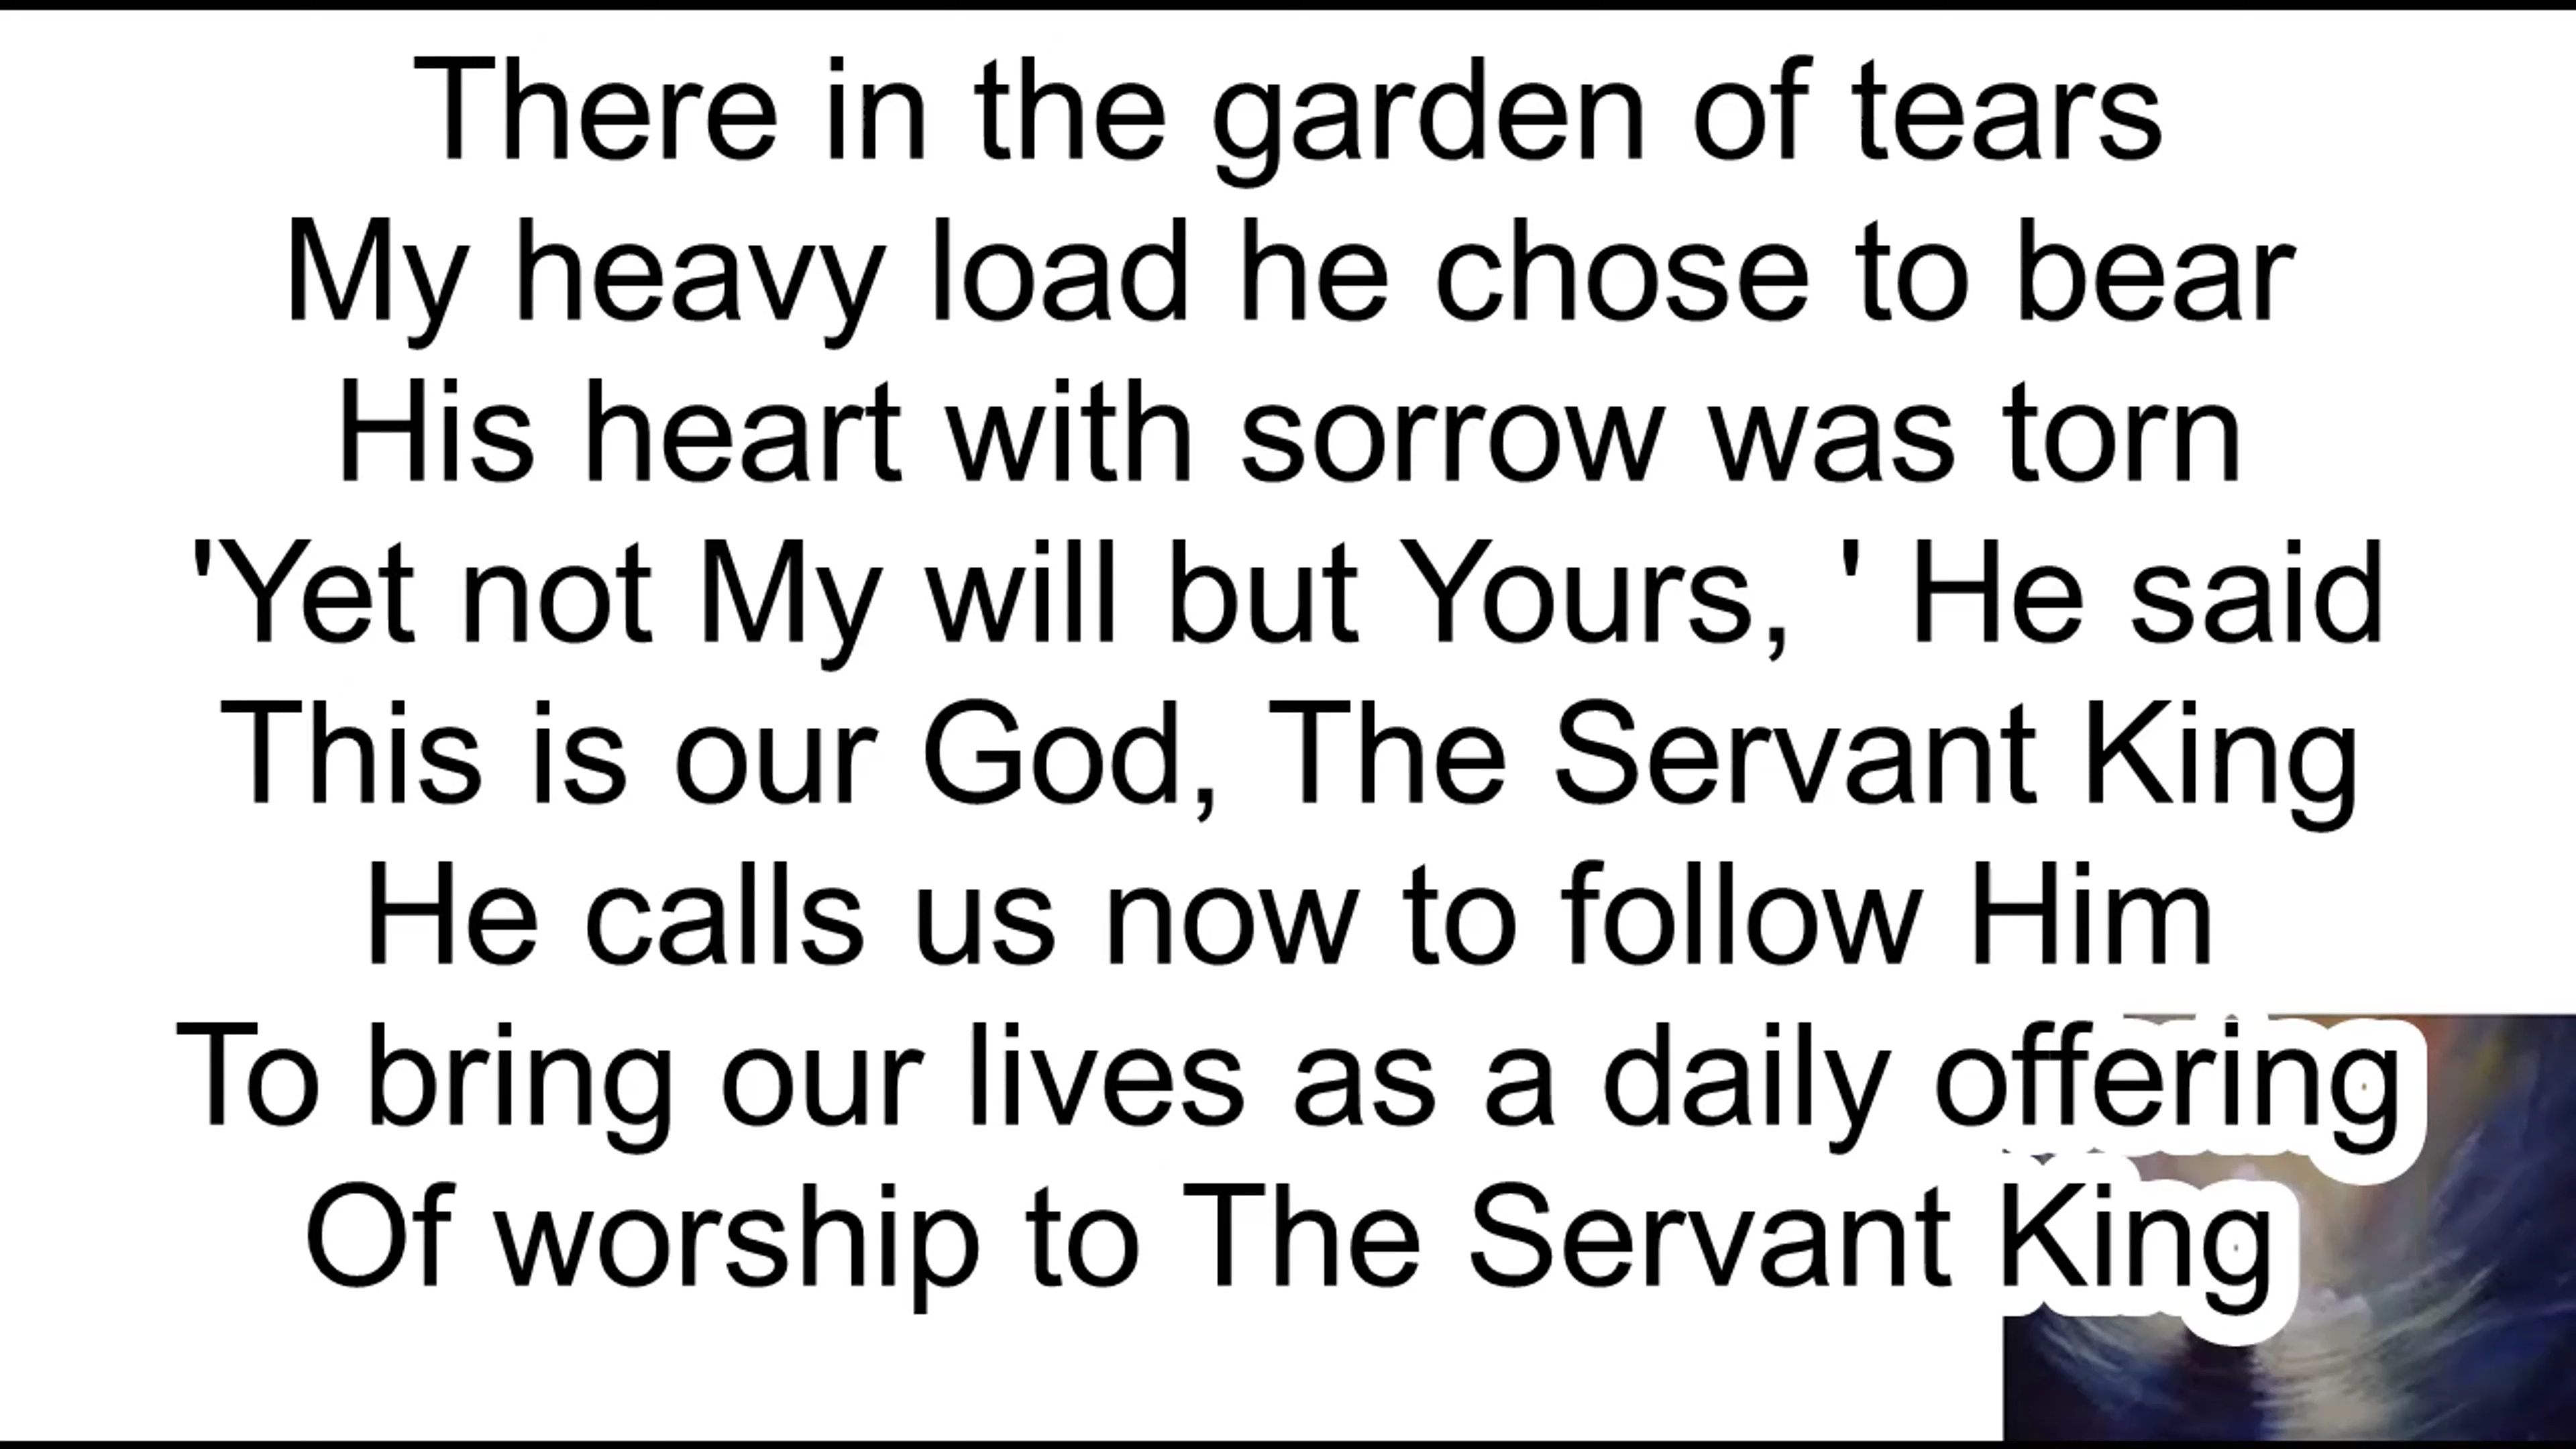 There in the garden of tears
My heavy load he chose to bear
His heart with sorrow was torn
'Yet not My will but Yours, ' He said
This is our God, The Servant King
He calls us now to follow Him
To bring our lives as a daily offering
Of worship to The Servant King